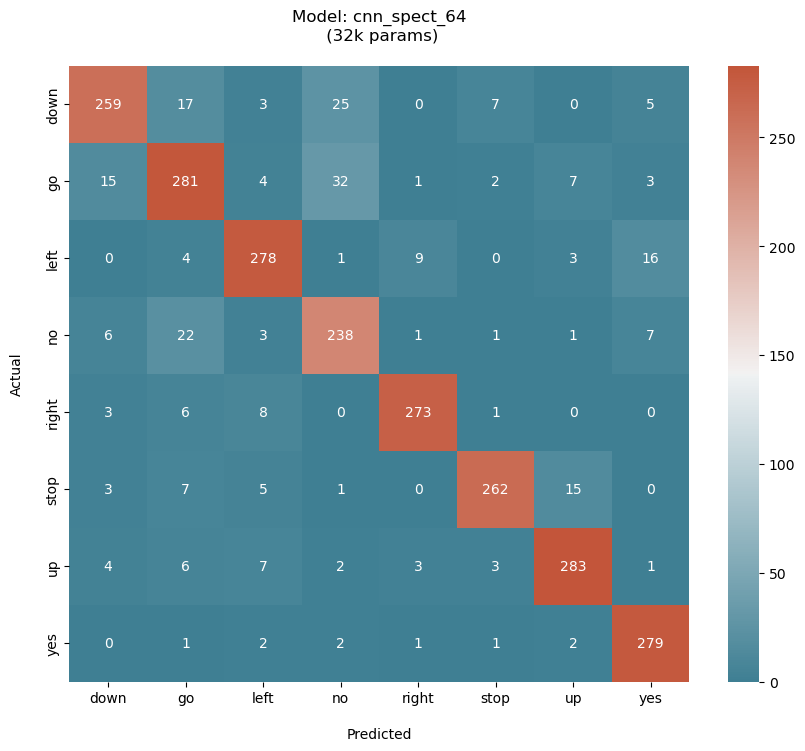 Model: cnn_spect_64
(32k params)
Actual
down 259 17 3 25 0 7 0 5
go 15 281 4 32 1 2 7 3
left 0 4 278 1 9 0 3 16
no 6 22 3 238 1 1 1 7
right 3 6 8 0 273 1 0 0
stop 3 7 5 1 0 262 15 0
up 4 6 7 2 3 3 283 1
yes 0 1 2 2 1 1 2 279
down go left no right stop up yes
Predicted
250
200
150
100
50
0